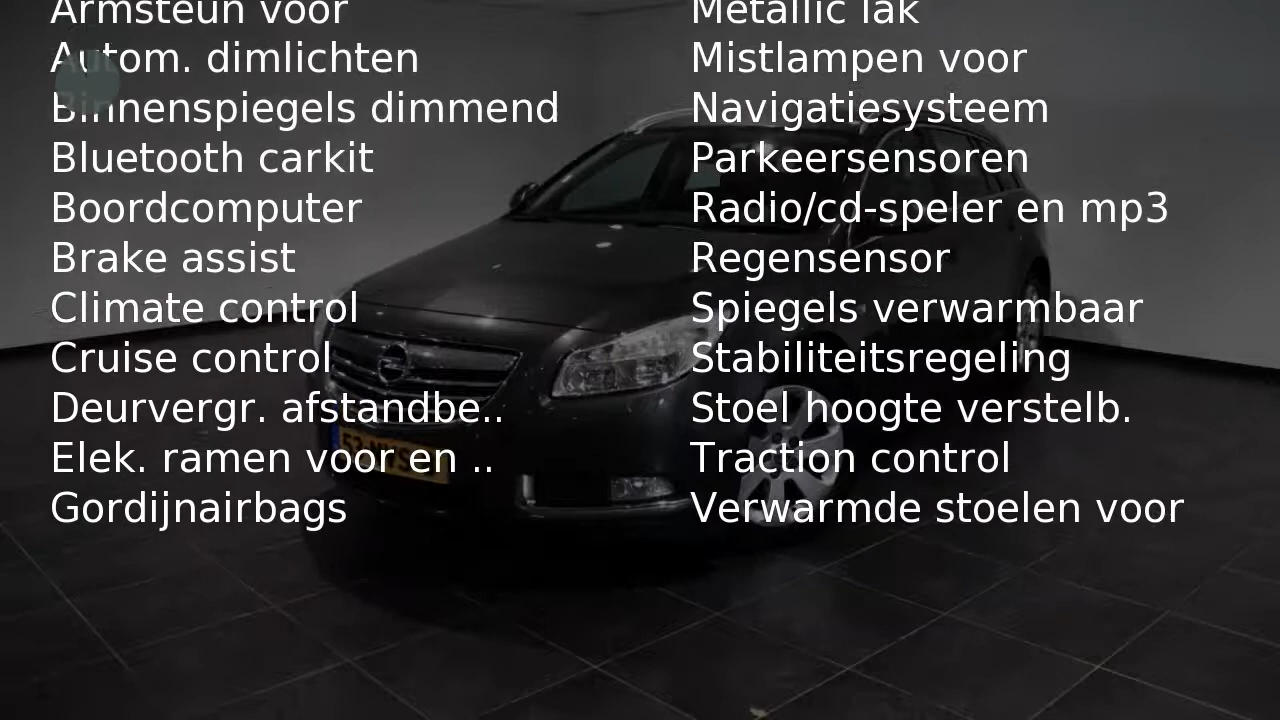 Armsteun voor
Autom. dimlichten
Binnenspiegels dimmend
Bluetooth carkit
Boordcomputer
Brake assist
Climate control
Cruise control
Deurvergr. afstandbe..
Elek. ramen voor en ..
Gordijnairbags
Metallic lak
Mistlampen voor
Navigatiesysteem
Parkeersensoren
Radio/cd-speler en mp3
Regensensor
Spiegels verwarmbaar
Stabiliteitsregeling
Stoel hoogte verstelb.
Traction control
Verwarmde stoelen voor